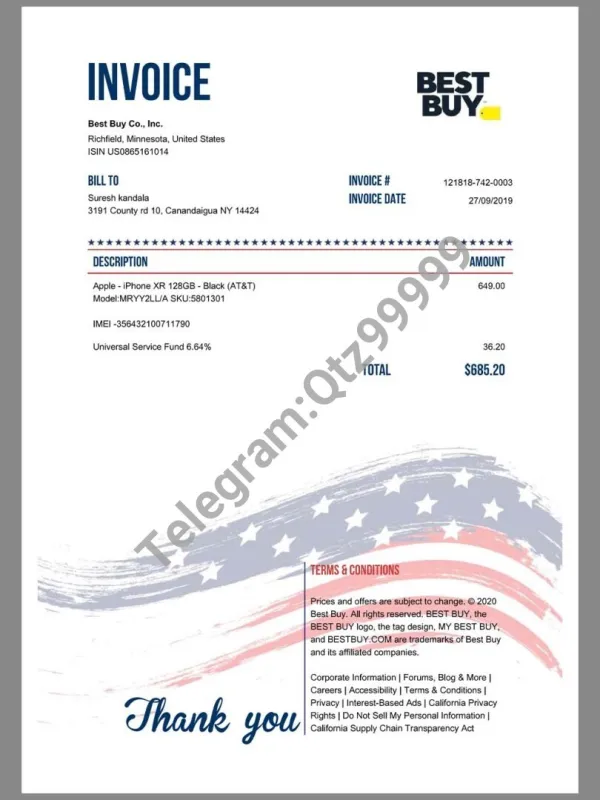 INVOICE
BEST
BUY
Best Buy Co., Inc.
Richfield, Minnesota, United States
ISIN US0865161014
BILL TO
Suresh kandala
3191 County rd 10, Canandaigua NY 14424
INVOICE # 121818-742-0003
INVOICE DATE 27/09/2019
DESCRIPTION AMOUNT
Apple - iPhone XR 128GB - Black (AT&T) 649.00
Model:MRYY2LL/A SKU:5801301
IMEI -356432100711790
Universal Service Fund 6.64% 36.20
TOTAL $685.20
Telegram:Qtz99999
TERMS & CONDITIONS
Prices and offers are subject to change. © 2020
Best Buy. All rights reserved. BEST BUY, the
BEST BUY logo, the tag design, MY BEST BUY,
and BESTBUY.COM are trademarks of Best Buy
and its affiliated companies.
Corporate Information | Forums, Blog & More |
Careers | Accessibility | Terms & Conditions |
Privacy | Interest-Based Ads | California Privacy
Rights | Do Not Sell My Personal Information |
California Supply Chain Transparency Act
Thank you